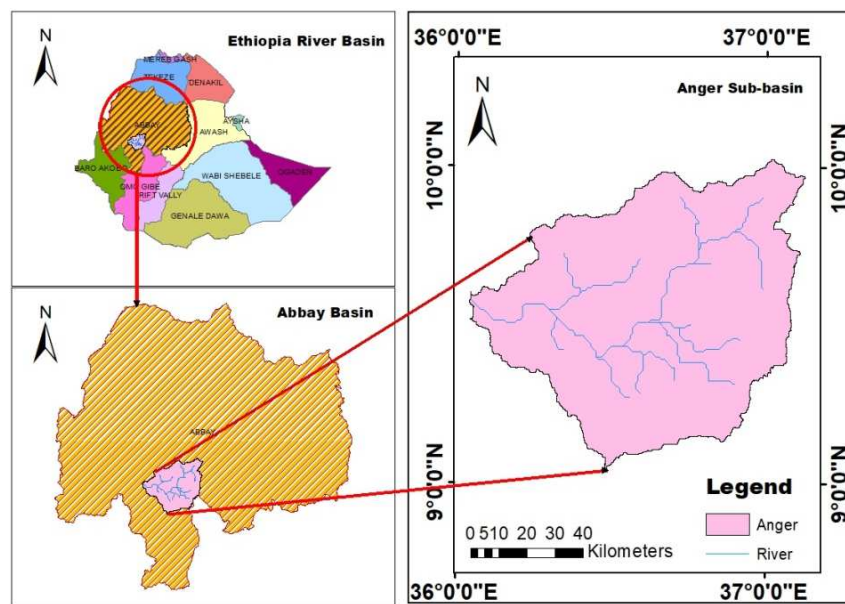 N
Ethiopia River Basin
MEREB GASH
TEKEZE
DENAKIL
ABBAY
AYSHA
AWASH
BARO AKOBO
OGADEN
WABI SHEBELE
OMO GIBE
RIFT VALLY
GENALE DAWA
N
Abbay Basin
ABBAY
36°0'0"E
37°0'0"E
N
Anger Sub-basin
10°0'0"N
10°0'0"N
9°0'0"N
9°0'0"N
Legend
Anger
River
0 510 20 30 40
Kilometers
36°0'0"E
37°0'0"E